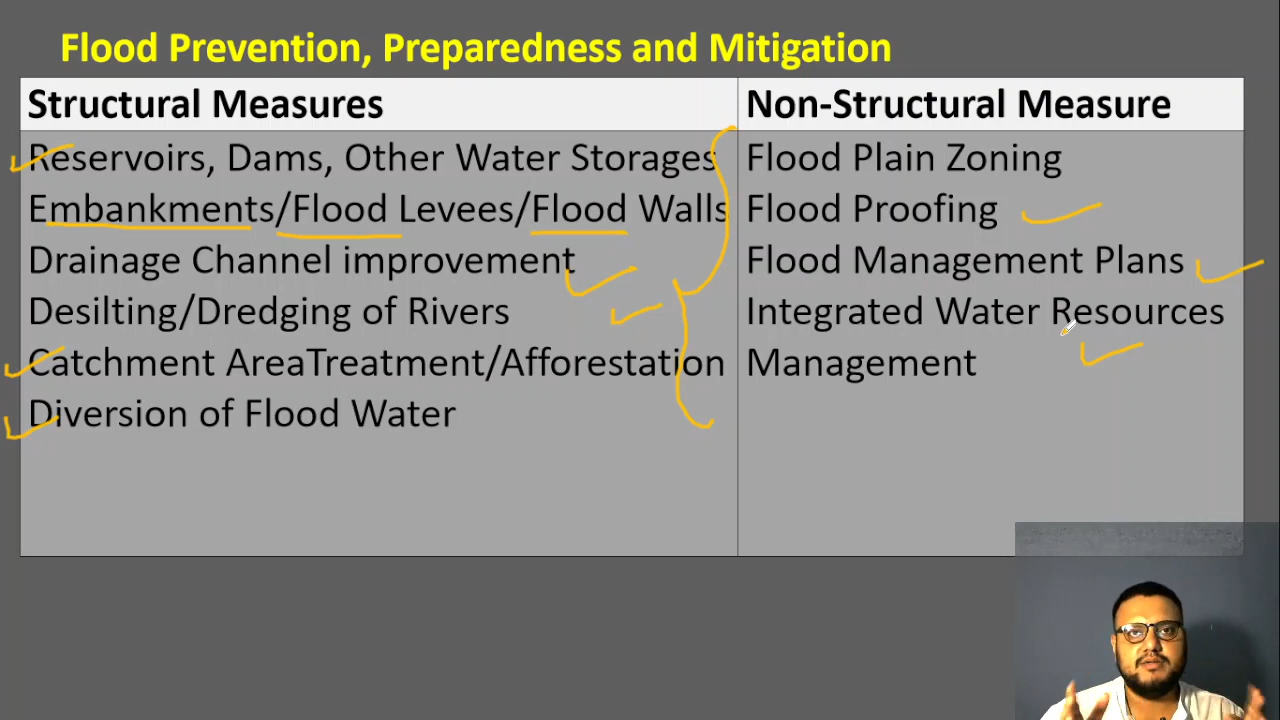 Flood Prevention, Preparedness and Mitigation
Structural Measures
Reservoirs, Dams, Other Water Storages
Embankments/Flood Levees/Flood Walls
Drainage Channel improvement
Desilting/Dredging of Rivers
Catchment AreaTreatment/Afforestation
Diversion of Flood Water
Non-Structural Measure
Flood Plain Zoning
Flood Proofing
Flood Management Plans
Integrated Water Resources
Management